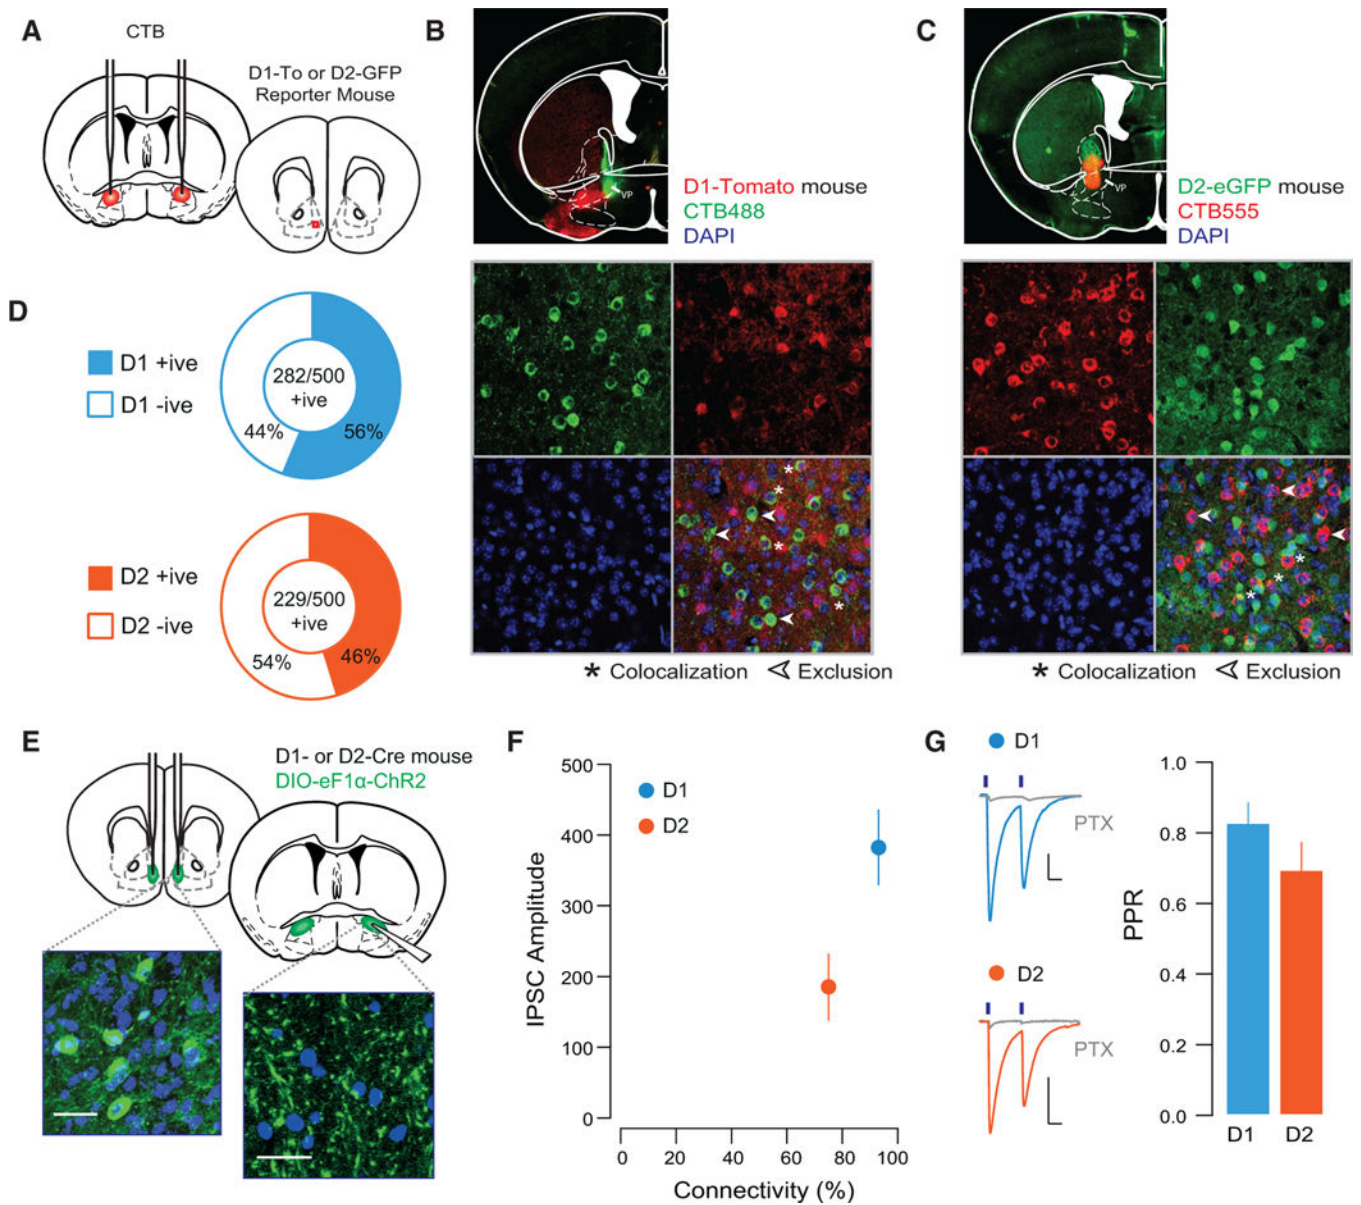 A
CTB
D1-To or D2-GFP
Reporter Mouse
B
VP
D1-Tomato mouse
CTB488
DAPI
* Colocalization
Exclusion
C
VP
D2-eGFP mouse
CTB555
DAPI
* Colocalization
Exclusion
D
D1 +ive
D1 -ive
282/500
+ive
44%
56%
D2 +ive
D2 -ive
229/500
+ive
54%
46%
E
D1- or D2-Cre mouse
DIO-eF1α-ChR2
F
500
400
300
200
100
0
IPSC Amplitude
D1
D2
0
20
40
60
80
100
Connectivity (%)
G
D1
PTX
D2
PTX
1.0
0.8
0.6
0.4
0.2
0.0
PPR
D1
D2